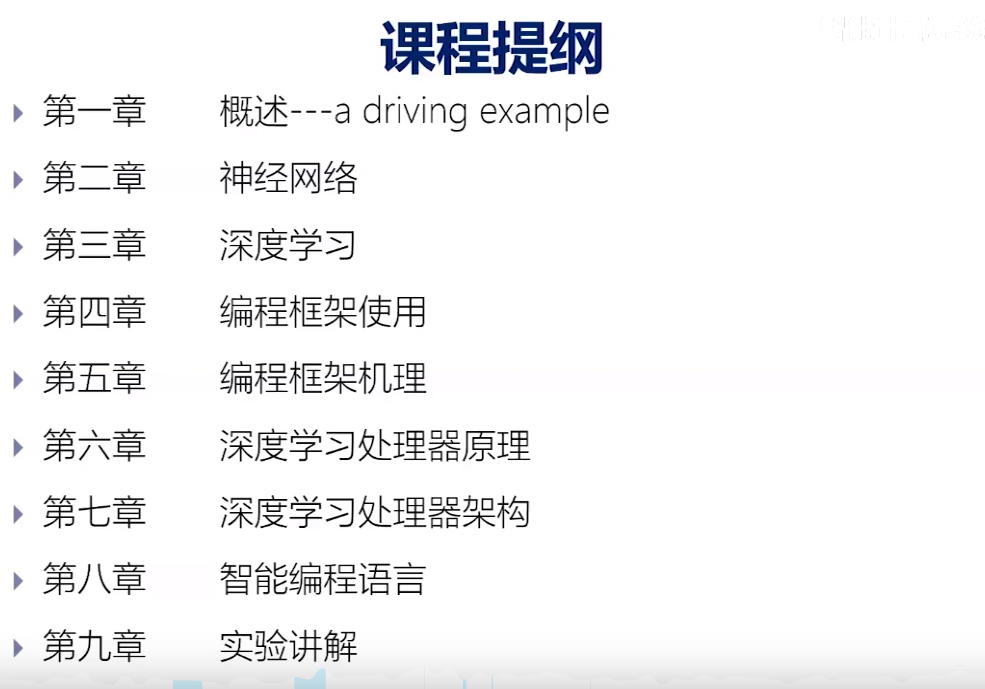 课程提纲
第一章 概述---a driving example
第二章 神经网络
第三章 深度学习
第四章 编程框架使用
第五章 编程框架机理
第六章 深度学习处理器原理
第七章 深度学习处理器架构
第八章 智能编程语言
第九章 实验讲解